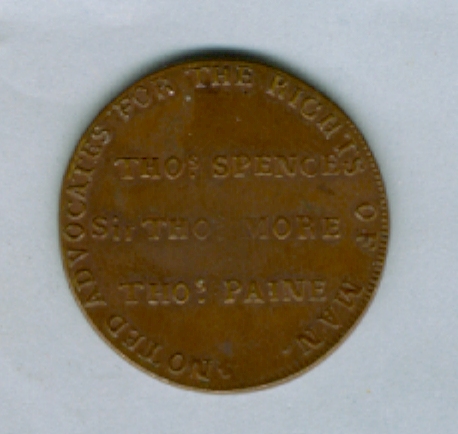 NOTED ADVOCATES FOR THE RIGHTS OF MAN
THOS SPENCE
Sir THOS MORE
THOS PAINE